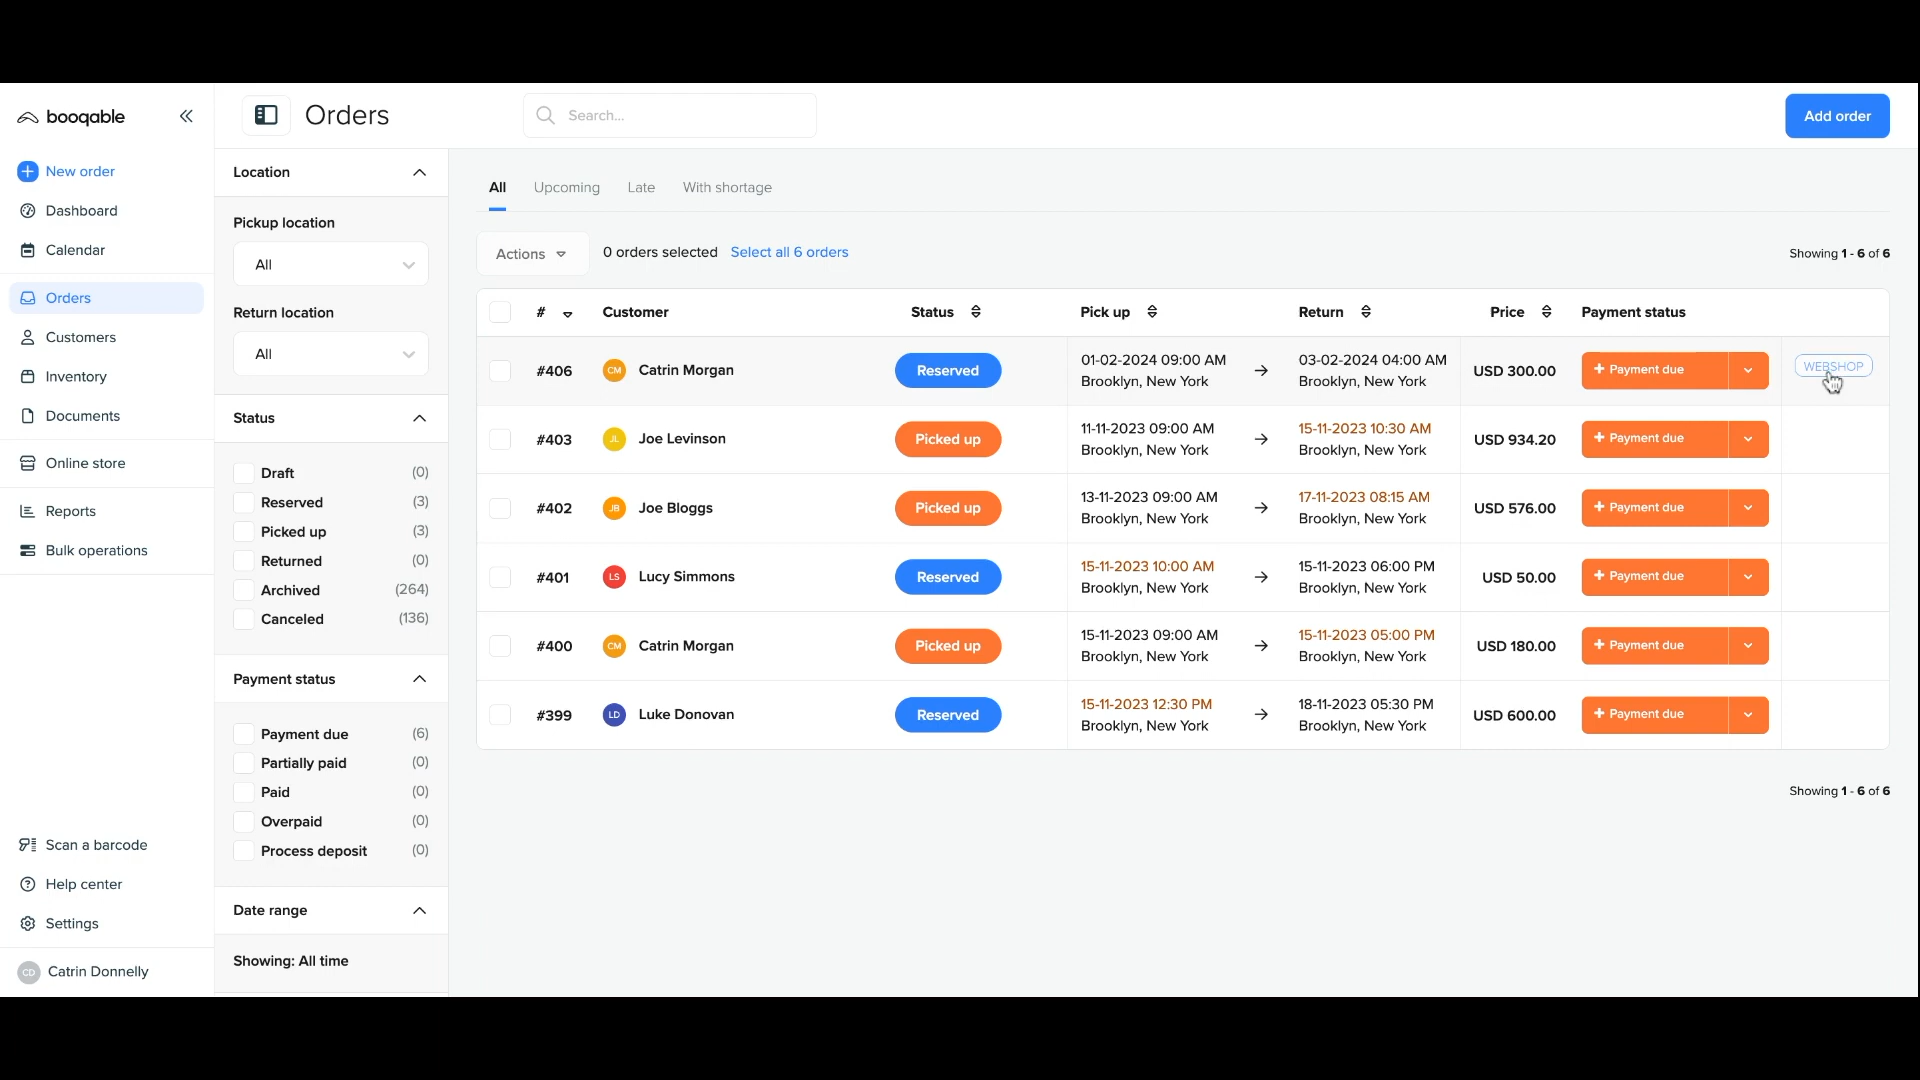 booqable
New order
Dashboard
Calendar
Orders
Customers
Inventory
Documents
Online store
Reports
Bulk operations
Scan a barcode
Help center
Settings
CD Catrin Donnelly
Orders
Search...
Add order
Location
Pickup location
All
Return location
All
Status
Draft (0)
Reserved (3)
Picked up (3)
Returned (0)
Archived (264)
Canceled (136)
Payment status
Payment due (6)
Partially paid (0)
Paid (0)
Overpaid (0)
Process deposit (0)
Date range
Showing: All time
All Upcoming Late With shortage
Actions 0 orders selected Select all 6 orders Showing 1 - 6 of 6
# Customer Status Pick up Return Price Payment status
#406 CM Catrin Morgan Reserved 01-02-2024 09:00 AM → 03-02-2024 04:00 AM USD 300.00 + Payment due WEBSHOP
Brooklyn, New York Brooklyn, New York
#403 JL Joe Levinson Picked up 11-11-2023 09:00 AM → 15-11-2023 10:30 AM USD 934.20 + Payment due
Brooklyn, New York Brooklyn, New York
#402 JB Joe Bloggs Picked up 13-11-2023 09:00 AM → 17-11-2023 08:15 AM USD 576.00 + Payment due
Brooklyn, New York Brooklyn, New York
#401 LS Lucy Simmons Reserved 15-11-2023 10:00 AM → 15-11-2023 06:00 PM USD 50.00 + Payment due
Brooklyn, New York Brooklyn, New York
#400 CM Catrin Morgan Picked up 15-11-2023 09:00 AM → 15-11-2023 05:00 PM USD 180.00 + Payment due
Brooklyn, New York Brooklyn, New York
#399 LD Luke Donovan Reserved 15-11-2023 12:30 PM → 18-11-2023 05:30 PM USD 600.00 + Payment due
Brooklyn, New York Brooklyn, New York
Showing 1 - 6 of 6